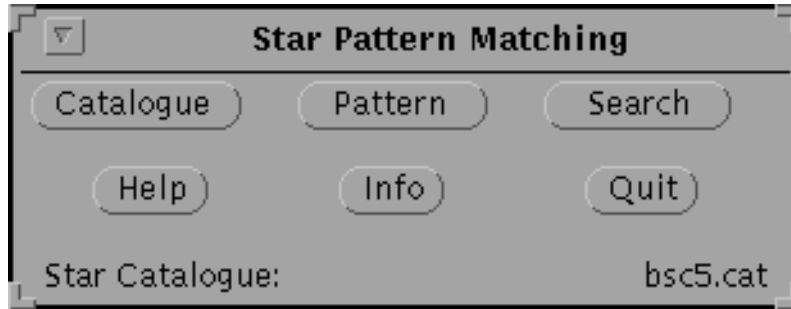 Star Pattern Matching
Catalogue Pattern Search
Help Info Quit
Star Catalogue: bsc5.cat